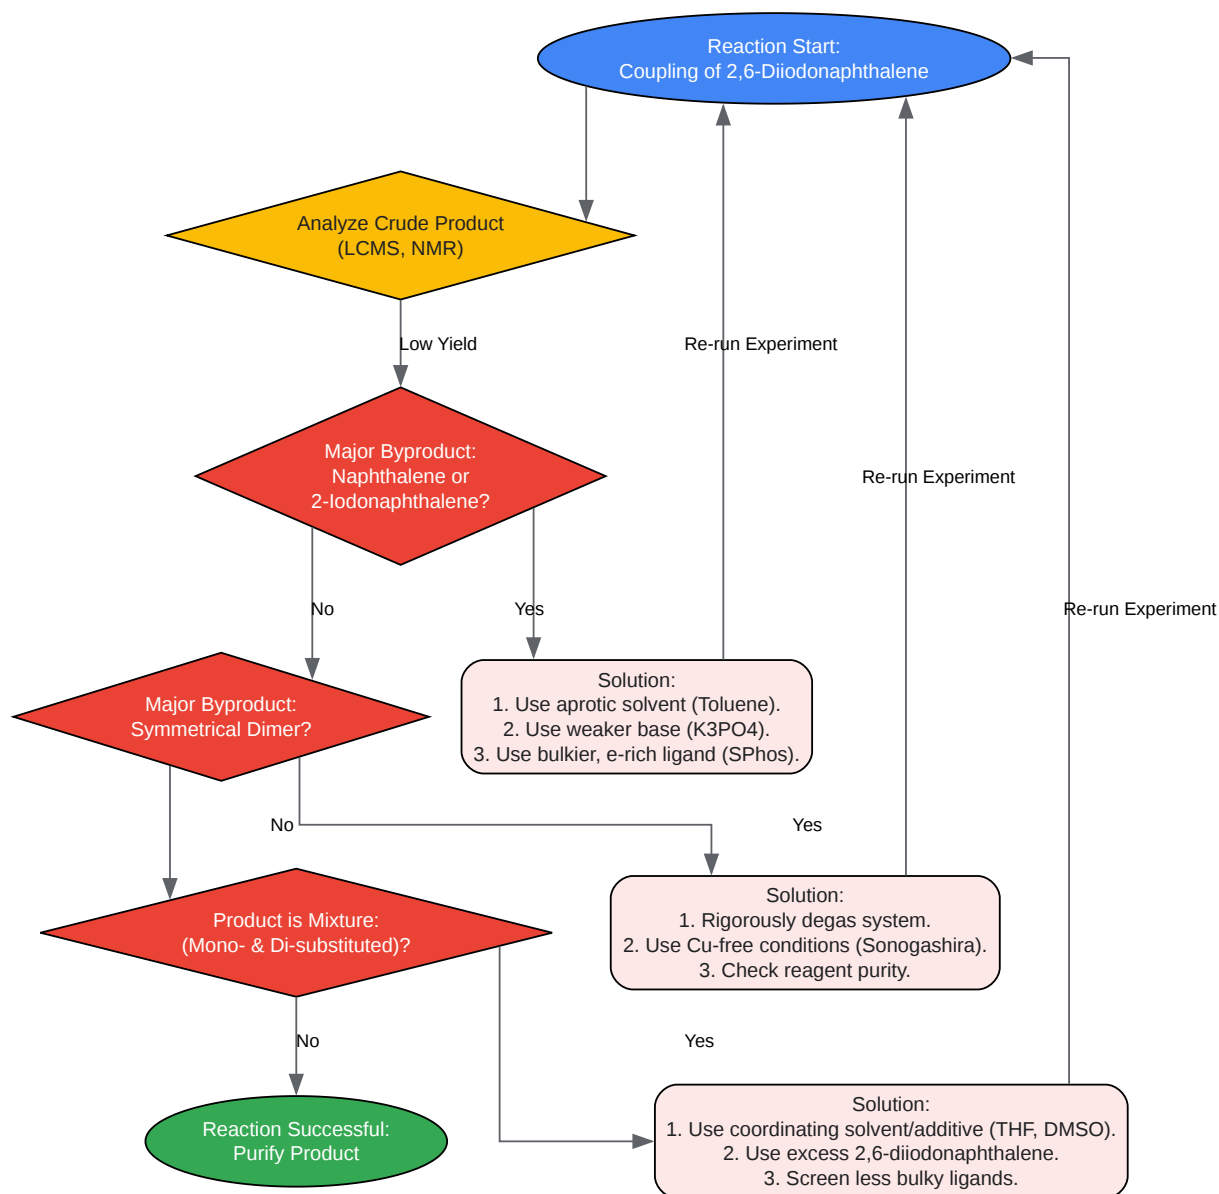 Reaction Start:
Coupling of 2,6-Diiodonaphthalene
Analyze Crude Product
(LCMS, NMR)
Low Yield
Re-run Experiment
Major Byproduct:
Naphthalene or
2-Iodonaphthalene?
Re-run Experiment
No
Yes
Re-run Experiment
Major Byproduct:
Symmetrical Dimer?
Solution:
1. Use aprotic solvent (Toluene).
2. Use weaker base (K3PO4).
3. Use bulkier, e-rich ligand (SPhos).
No
Yes
Product is Mixture:
(Mono- & Di-substituted)?
Solution:
1. Rigorously degas system.
2. Use Cu-free conditions (Sonogashira).
3. Check reagent purity.
No
Yes
Reaction Successful:
Purify Product
Solution:
1. Use coordinating solvent/additive (THF, DMSO).
2. Use excess 2,6-diiodonaphthalene.
3. Screen less bulky ligands.